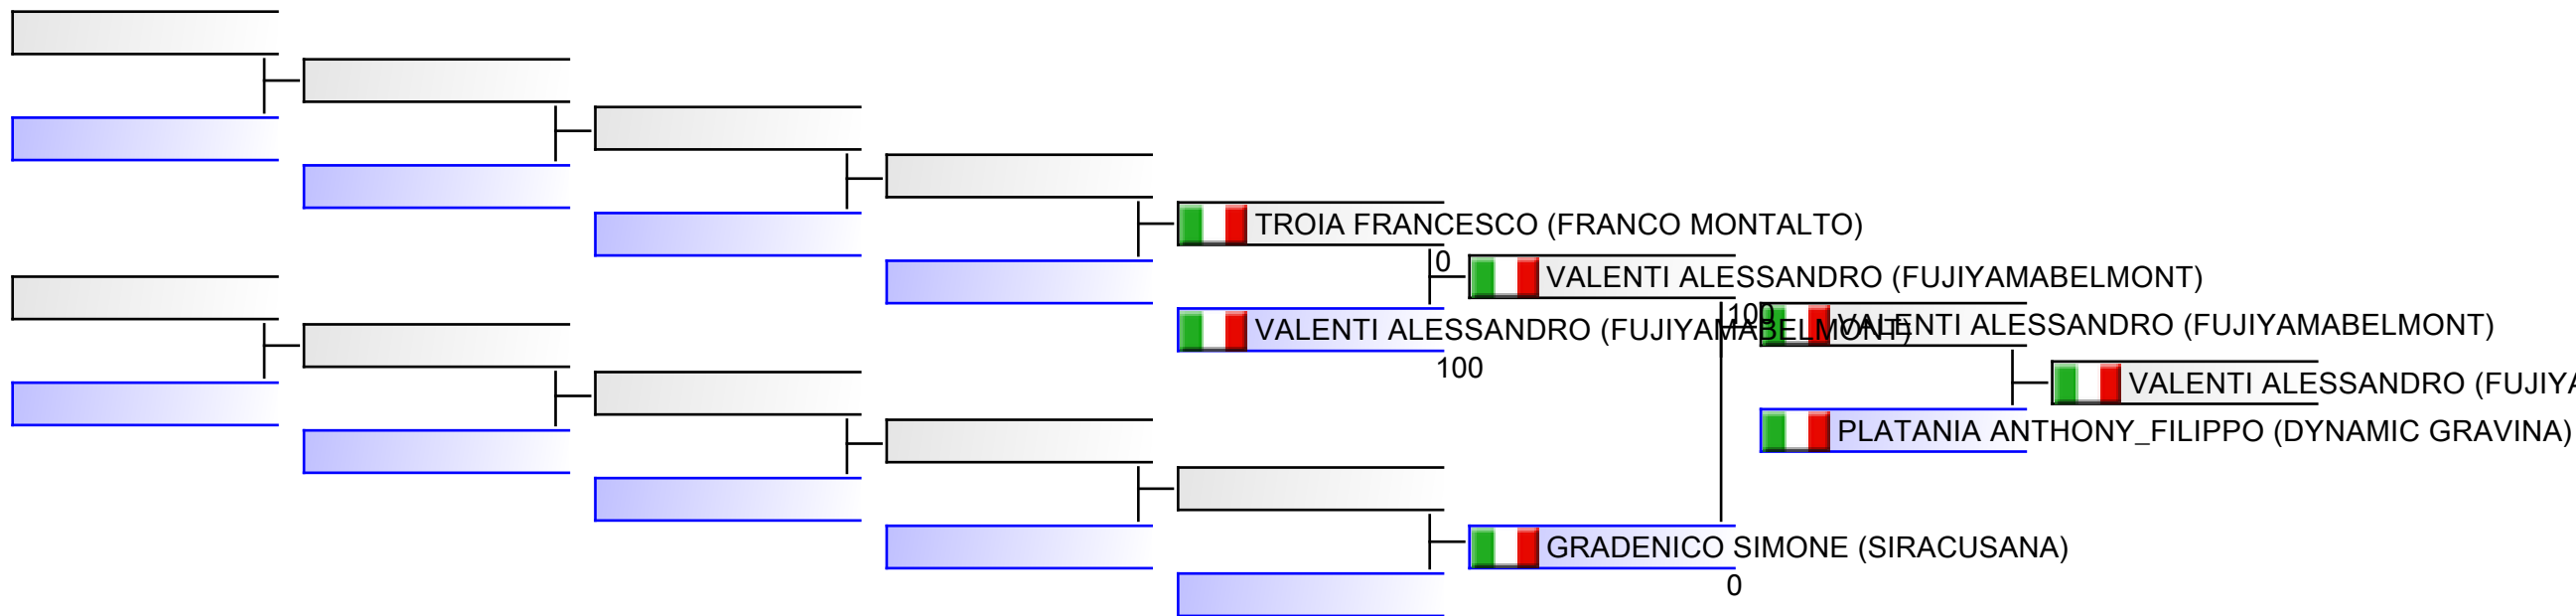 TROIA FRANCESCO (FRANCO MONTALTO)
0
VALENTI ALESSANDRO (FUJIYAMABELMONT)
100
VALENTI ALESSANDRO (FUJIYAMABELMONT)
100
GRADENICO SIMONE (SIRACUSANA)
0
VALENTI ALESSANDRO (FUJIYAMABELMONT)
PLATANIA ANTHONY_FILIPPO (DYNAMIC GRAVINA)
VALENTI ALESSANDRO (FUJIYA